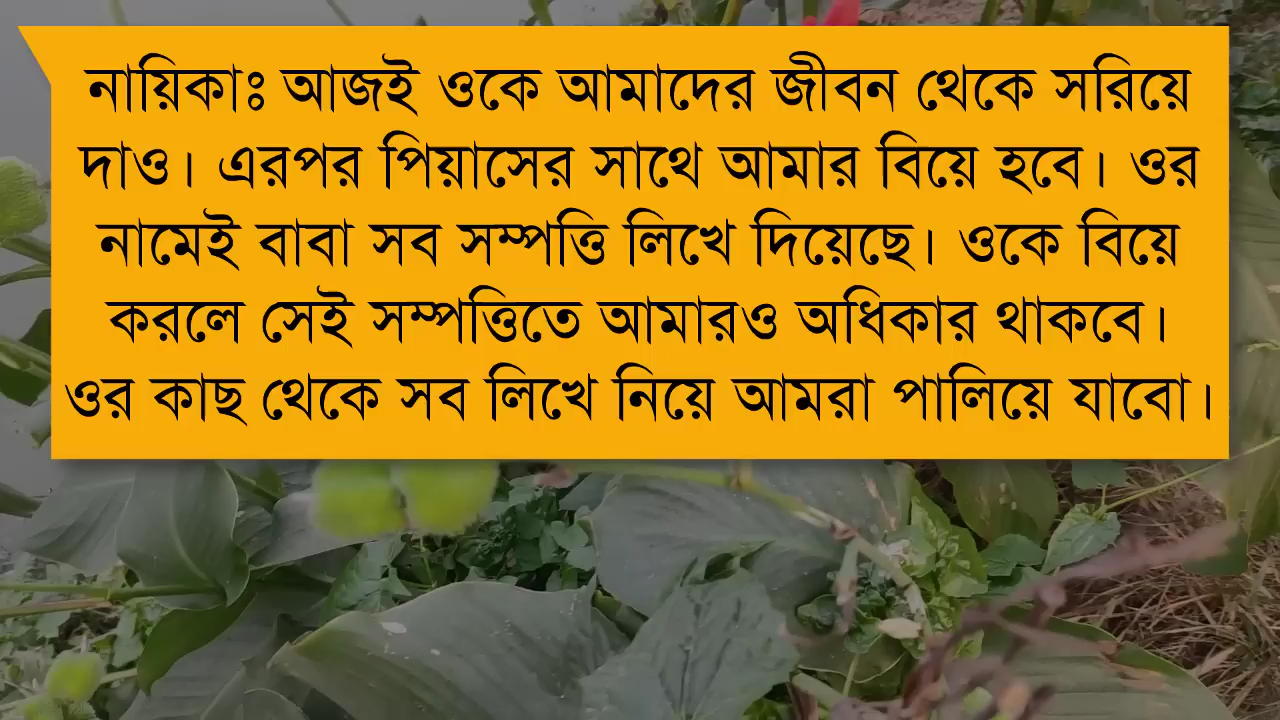 নায়িকাঃ আজই ওকে আমাদের জীবন থেকে সরিয়ে
দাও। এরপর পিয়াসের সাথে আমার বিয়ে হবে। ওর
নামেই বাবা সব সম্পত্তি লিখে দিয়েছে। ওকে বিয়ে
করলে সেই সম্পত্তিতে আমারও অধিকার থাকবে।
ওর কাছ থেকে সব লিখে নিয়ে আমরা পালিয়ে যাবো।